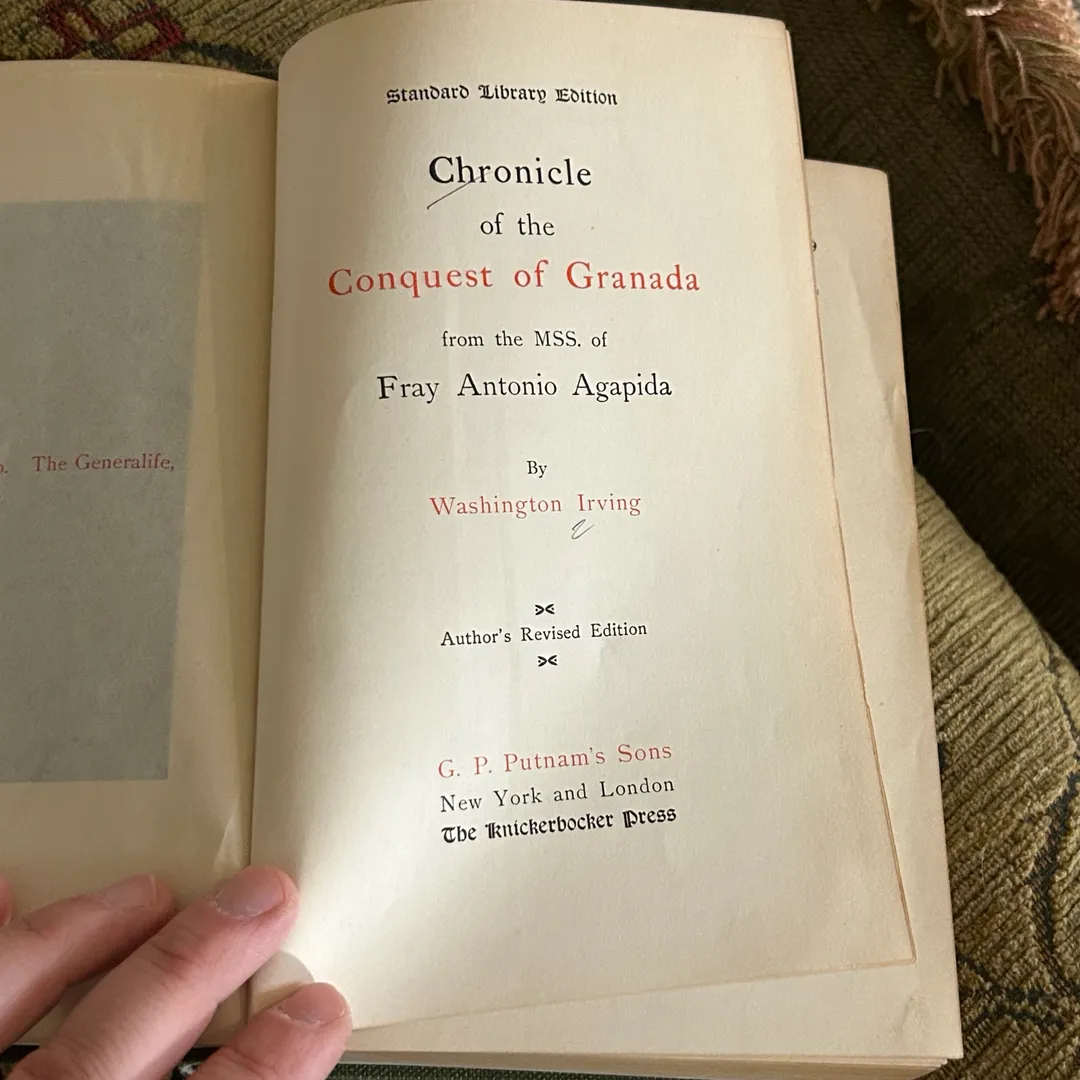 Standard Library Edition
Chronicle
of the
Conquest of Granada
from the MSS. of
Fray Antonio Agapida
By
Washington Irving
Author's Revised Edition
G. P. Putnam's Sons
New York and London
The Knickerbocker Press
The Generalife,